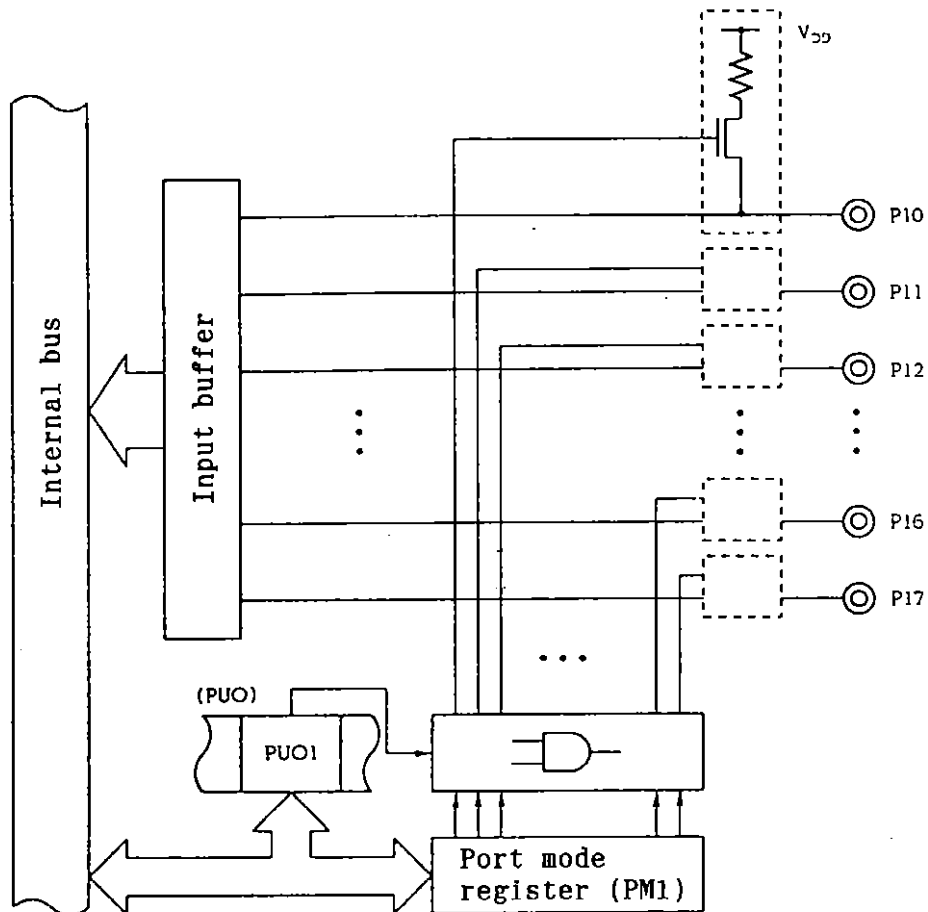 V_DD
P10
P11
P12
P16
P17
Internal bus
Input buffer
(PUO)
PUO1
Port mode
register (PM1)